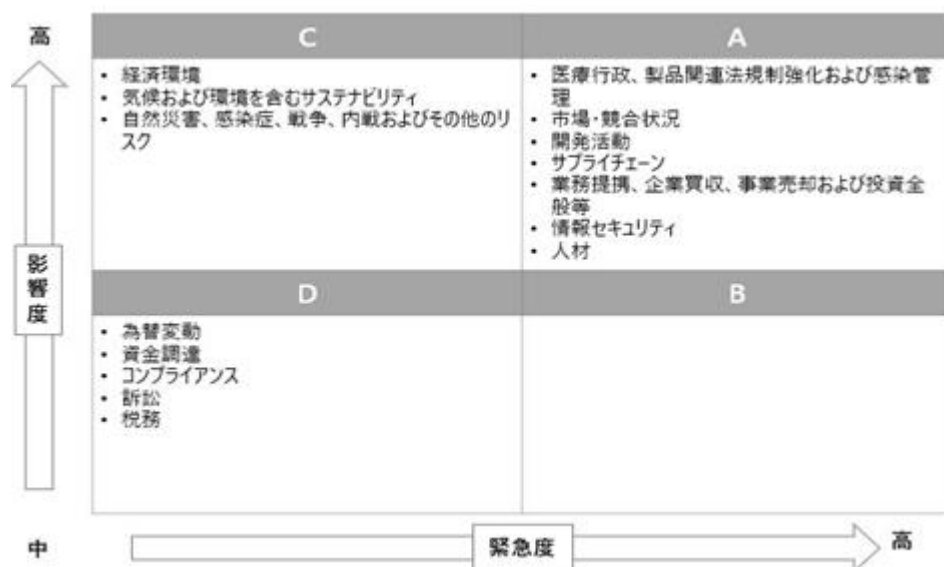 高
C
A
• 経済環境
• 気候および環境を含むサステナビリティ
• 自然災害、感染症、戦争、内戦およびその他のリ
スク
• 医療行政、製品関連法規制強化および感染管
理
• 市場・競合状況
• 開発活動
• サプライチェーン
• 業務提携、企業買収、事業売却および投資全
般等
• 情報セキュリティ
• 人材
影響度
D
B
• 為替変動
• 資金調達
• コンプライアンス
• 訴訟
• 税務
中
緊急度
高